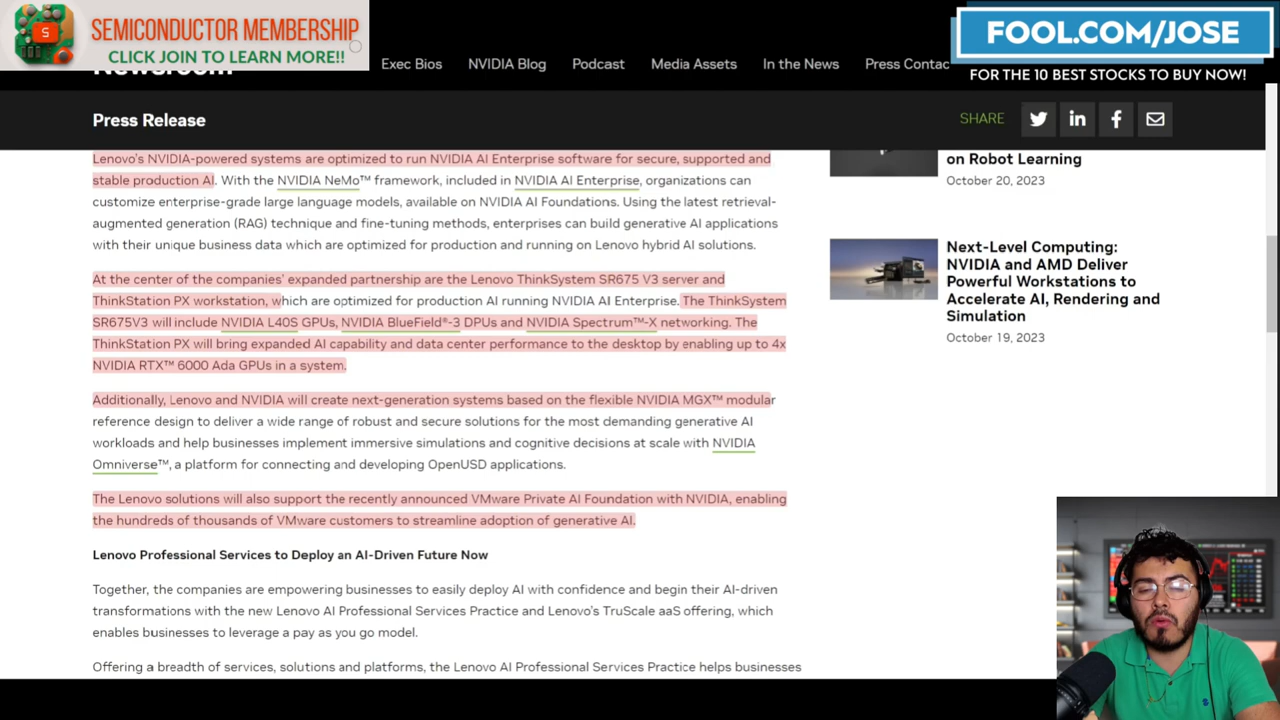 SEMICONDUCTOR MEMBERSHIP
CLICK JOIN TO LEARN MORE!!
S
FOOL.COM/JOSE
FOR THE 10 BEST STOCKS TO BUY NOW!
Newsroom
Exec Bios
NVIDIA Blog
Podcast
Media Assets
In the News
Press Contac
Press Release
SHARE
Lenovo's NVIDIA-powered systems are optimized to run NVIDIA AI Enterprise software for secure, supported and
stable production AI. With the NVIDIA NeMo™ framework, included in NVIDIA AI Enterprise, organizations can
customize enterprise-grade large language models, available on NVIDIA AI Foundations. Using the latest retrieval-
augmented generation (RAG) technique and fine-tuning methods, enterprises can build generative AI applications
with their unique business data which are optimized for production and running on Lenovo hybrid AI solutions.
At the center of the companies' expanded partnership are the Lenovo ThinkSystem SR675 V3 server and
ThinkStation PX workstation, which are optimized for production AI running NVIDIA AI Enterprise. The ThinkSystem
SR675V3 will include NVIDIA L40S GPUs, NVIDIA BlueField®-3 DPUs and NVIDIA Spectrum™-X networking. The
ThinkStation PX will bring expanded AI capability and data center performance to the desktop by enabling up to 4x
NVIDIA RTX™ 6000 Ada GPUs in a system.
Additionally, Lenovo and NVIDIA will create next-generation systems based on the flexible NVIDIA MGX™ modular
reference design to deliver a wide range of robust and secure solutions for the most demanding generative AI
workloads and help businesses implement immersive simulations and cognitive decisions at scale with NVIDIA
Omniverse™, a platform for connecting and developing OpenUSD applications.
The Lenovo solutions will also support the recently announced VMware Private AI Foundation with NVIDIA, enabling
the hundreds of thousands of VMware customers to streamline adoption of generative AI.
Lenovo Professional Services to Deploy an AI-Driven Future Now
Together, the companies are empowering businesses to easily deploy AI with confidence and begin their AI-driven
transformations with the new Lenovo AI Professional Services Practice and Lenovo's TruScale aaS offering, which
enables businesses to leverage a pay as you go model.
Offering a breadth of services, solutions and platforms, the Lenovo AI Professional Services Practice helps businesses
on Robot Learning
October 20, 2023
Next-Level Computing:
NVIDIA and AMD Deliver
Powerful Workstations to
Accelerate AI, Rendering and
Simulation
October 19, 2023